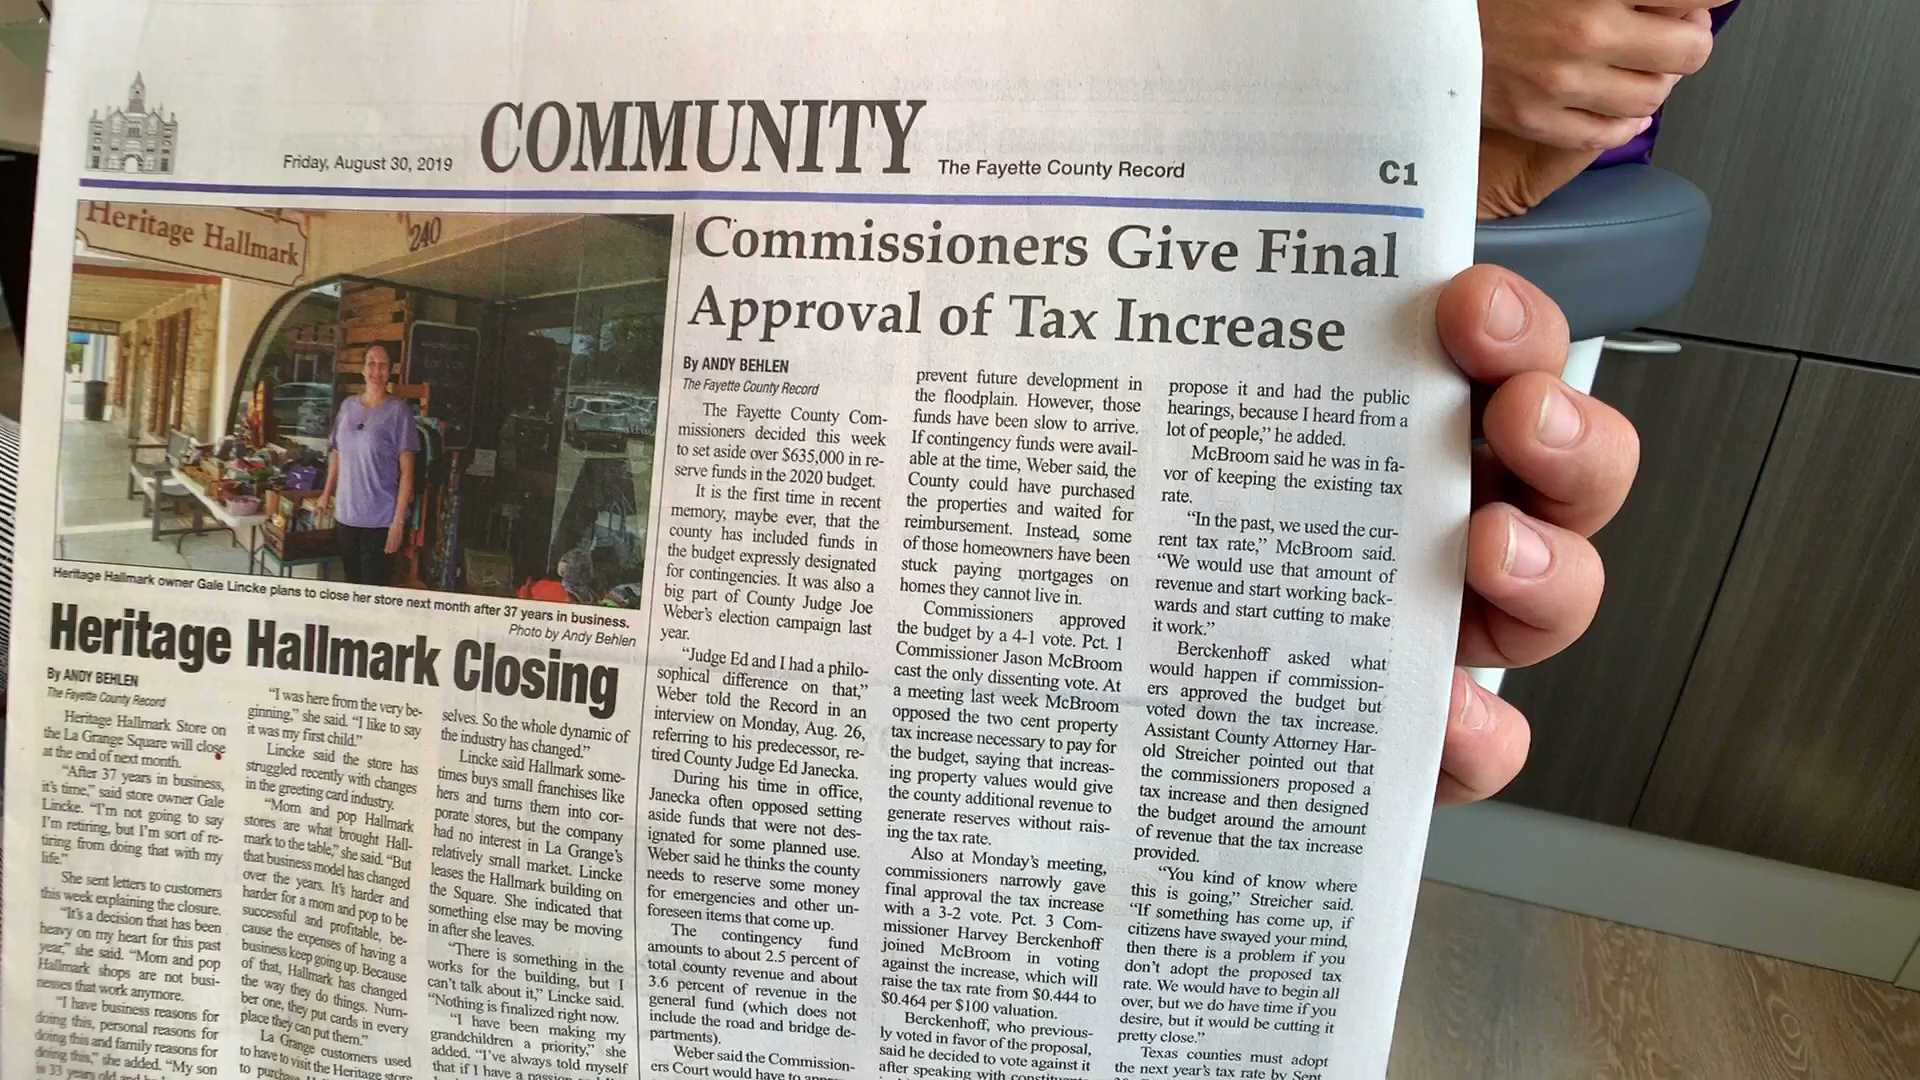 Friday, August 30, 2019
COMMUNITY
The Fayette County Record
C1
Heritage Hallmark
240
Heritage Hallmark owner Gale Lincke plans to close her store next month after 37 years in business.
Photo by Andy Behlen
Heritage Hallmark Closing
By ANDY BEHLEN
The Fayette County Record
Heritage Hallmark Store on
the La Grange Square will close
at the end of next month.
“After 37 years in business,
it’s time,” said store owner Gale
Lincke. “I’m not going to say
I’m retiring, but I’m sort of re-
tiring from doing that with my
life.”
She sent letters to customers
this week explaining the closure.
“It’s a decision that has been
heavy on my heart for this past
year,” she said. “Mom and pop
Hallmark shops are not busi-
nesses that work anymore.
“I have business reasons for
doing this, personal reasons for
doing this and family reasons for
doing this,” she added. “My son
is 33 years old and
“I was here from the very be-
ginning,” she said. “I like to say
it was my first child.”
Lincke said the store has
struggled recently with changes
in the greeting card industry.
“Mom and pop Hallmark
stores are what brought Hall-
mark to the table,” she said. “But
that business model has changed
over the years. It’s harder and
harder for a mom and pop to be
successful and profitable, be-
cause the expenses of having a
business keep going up. Because
of that, Hallmark has changed
the way they do things. Num-
ber one, they put cards in every
place they can put them.”
La Grange customers used
to have to visit the Heritage store
to
selves. So the whole dynamic of
the industry has changed.”
Lincke said Hallmark some-
times buys small franchises like
hers and turns them into cor-
porate stores, but the company
had no interest in La Grange’s
relatively small market. Lincke
leases the Hallmark building on
the Square. She indicated that
something else may be moving
in after she leaves.
“There is something in the
works for the building, but I
can’t talk about it,” Lincke said.
“Nothing is finalized right now.
“I have been making my
grandchildren a priority,” she
added. “I’ve always told myself
that if I have a passion
Commissioners Give Final
Approval of Tax Increase
By ANDY BEHLEN
The Fayette County Record
The Fayette County Com-
missioners decided this week
to set aside over $635,000 in re-
serve funds in the 2020 budget.
It is the first time in recent
memory, maybe ever, that the
county has included funds in
the budget expressly designated
for contingencies. It was also a
big part of County Judge Joe
Weber’s election campaign last
year.
“Judge Ed and I had a philo-
sophical difference on that,”
Weber told the Record in an
interview on Monday, Aug. 26,
referring to his predecessor, re-
tired County Judge Ed Janecka.
During his time in office,
Janecka often opposed setting
aside funds that were not des-
ignated for some planned use.
Weber said he thinks the county
needs to reserve some money
for emergencies and other un-
foreseen items that come up.
The contingency fund
amounts to about 2.5 percent of
total county revenue and about
3.6 percent of revenue in the
general fund (which does not
include the road and bridge de-
partments).
Weber said the Commission-
ers Court would have to
prevent future development in
the floodplain. However, those
funds have been slow to arrive.
If contingency funds were avail-
able at the time, Weber said, the
County could have purchased
the properties and waited for
reimbursement. Instead, some
of those homeowners have been
stuck paying mortgages on
homes they cannot live in.
Commissioners approved
the budget by a 4-1 vote. Pct. 1
Commissioner Jason McBroom
cast the only dissenting vote. At
a meeting last week McBroom
opposed the two cent property
tax increase necessary to pay for
the budget, saying that increas-
ing property values would give
the county additional revenue to
generate reserves without rais-
ing the tax rate.
Also at Monday’s meeting,
commissioners narrowly gave
final approval the tax increase
with a 3-2 vote. Pct. 3 Com-
missioner Harvey Berckenhoff
joined McBroom in voting
against the increase, which will
raise the tax rate from $0.444 to
$0.464 per $100 valuation.
Berckenhoff, who previous-
ly voted in favor of the proposal,
said he decided to vote against it
after speaking with
propose it and had the public
hearings, because I heard from a
lot of people,” he added.
McBroom said he was in fa-
vor of keeping the existing tax
rate.
“In the past, we used the cur-
rent tax rate,” McBroom said.
“We would use that amount of
revenue and start working back-
wards and start cutting to make
it work.”
Berckenhoff asked what
would happen if commission-
ers approved the budget but
voted down the tax increase.
Assistant County Attorney Har-
old Streicher pointed out that
the commissioners proposed a
tax increase and then designed
the budget around the amount
of revenue that the tax increase
provided.
“You kind of know where
this is going,” Streicher said.
“If something has come up, if
citizens have swayed your mind,
then there is a problem if you
don’t adopt the proposed tax
rate. We would have to begin all
over, but we do have time if you
desire, but it would be cutting it
pretty close.”
Texas counties must adopt
the next year’s tax rate by Sept.